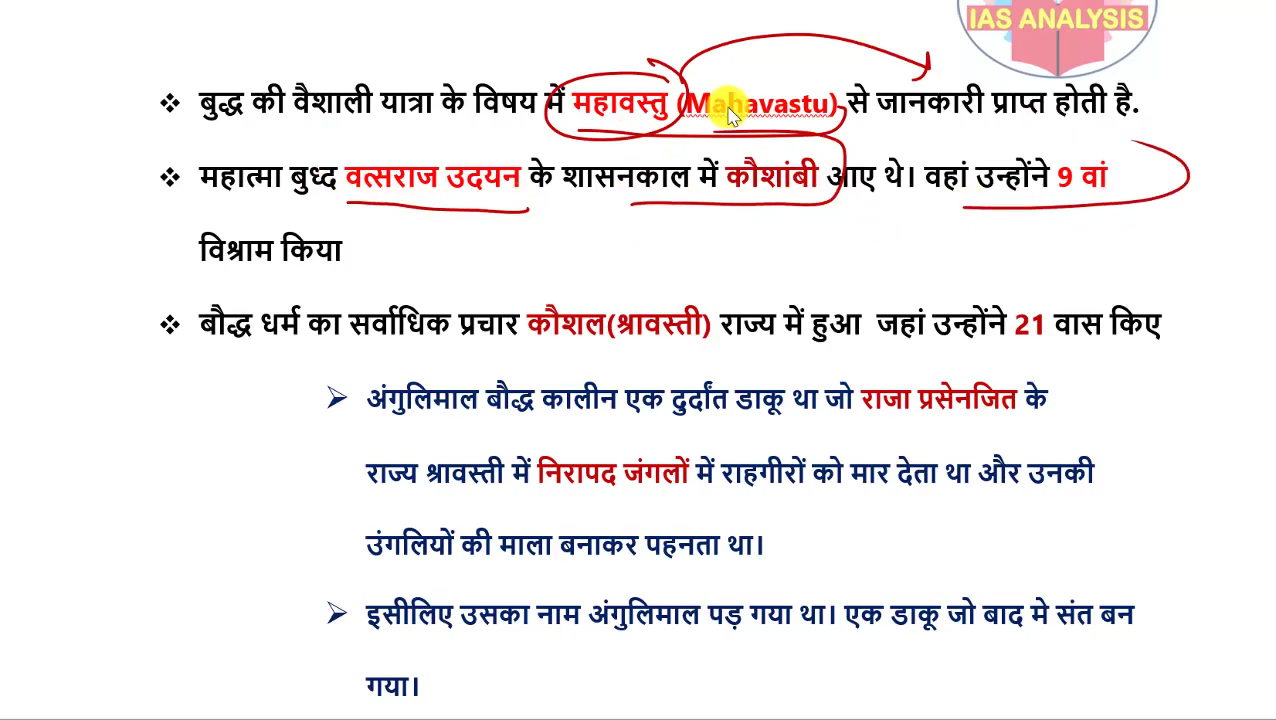 IAS ANALYSIS
❖ बुद्ध की वैशाली यात्रा के विषय में महावस्तु (Mahavastu) से जानकारी प्राप्त होती है.
❖ महात्मा बुध्द वत्सराज उदयन के शासनकाल में कौशांबी आए थे। वहां उन्होंने 9 वां
विश्राम किया
❖ बौद्ध धर्म का सर्वाधिक प्रचार कौशल(श्रावस्ती) राज्य में हुआ जहां उन्होंने 21 वास किए
➢ अंगुलिमाल बौद्ध कालीन एक दुर्दांत डाकू था जो राजा प्रसेनजित के
राज्य श्रावस्ती में निरापद जंगलों में राहगीरों को मार देता था और उनकी
उंगलियों की माला बनाकर पहनता था।
➢ इसीलिए उसका नाम अंगुलिमाल पड़ गया था। एक डाकू जो बाद मे संत बन
गया।